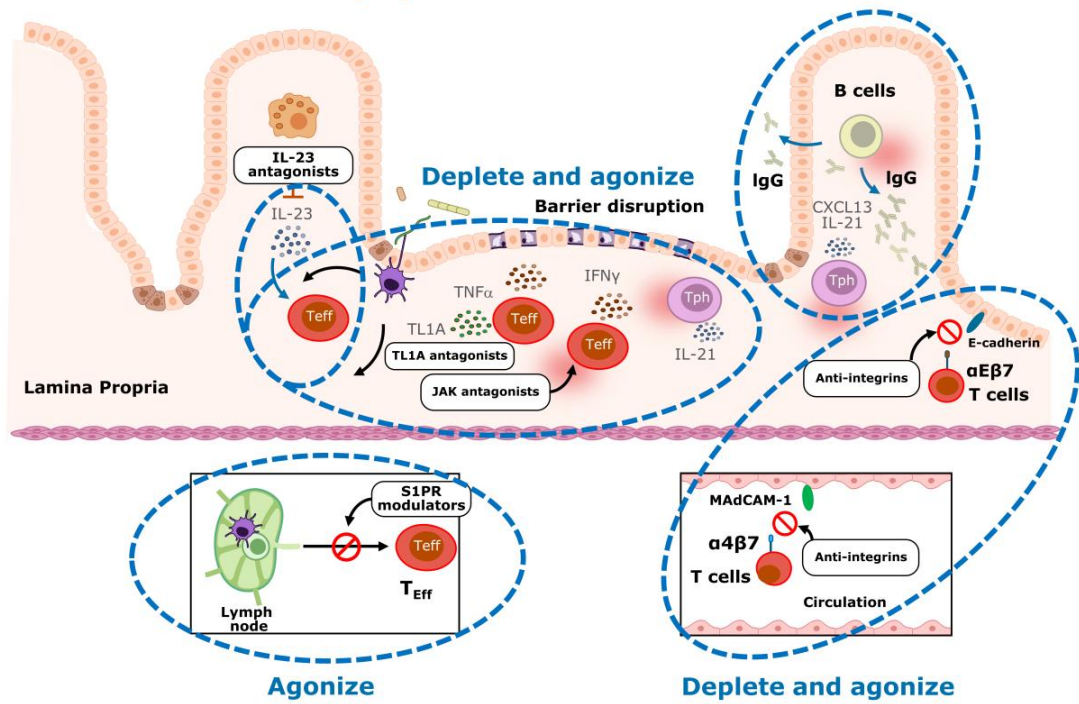 B cells
IgG
IgG
CXCL13
IL-21
Tph
IL-23
antagonists
IL-23
Teff
Deplete and agonize
Barrier disruption
TNFα
Teff
TL1A
TL1A antagonists
IFNγ
Teff
JAK antagonists
Tph
IL-21
Lamina Propria
E-cadherin
αEβ7
T cells
Anti-integrins
S1PR
modulators
Teff
TEff
Lymph
node
Agonize
MAdCAM-1
α4β7
T cells
Anti-integrins
Circulation
Deplete and agonize